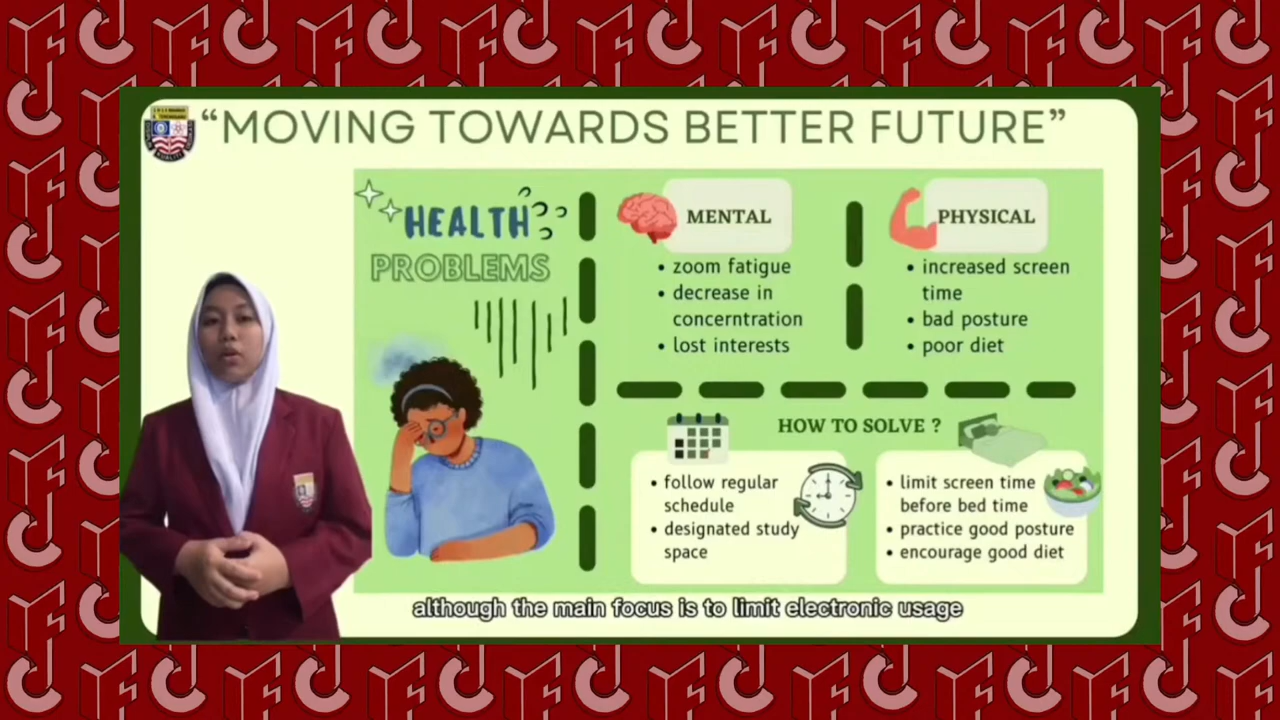 “MOVING TOWARDS BETTER FUTURE”
HEALTH
PROBLEMS
MENTAL
• zoom fatigue
• decrease in
concerntration
• lost interests
PHYSICAL
• increased screen
time
• bad posture
• poor diet
HOW TO SOLVE ?
• follow regular
schedule
• designated study
space
• limit screen time
before bed time
• practice good posture
• encourage good diet
although the main focus is to limit electronic usage